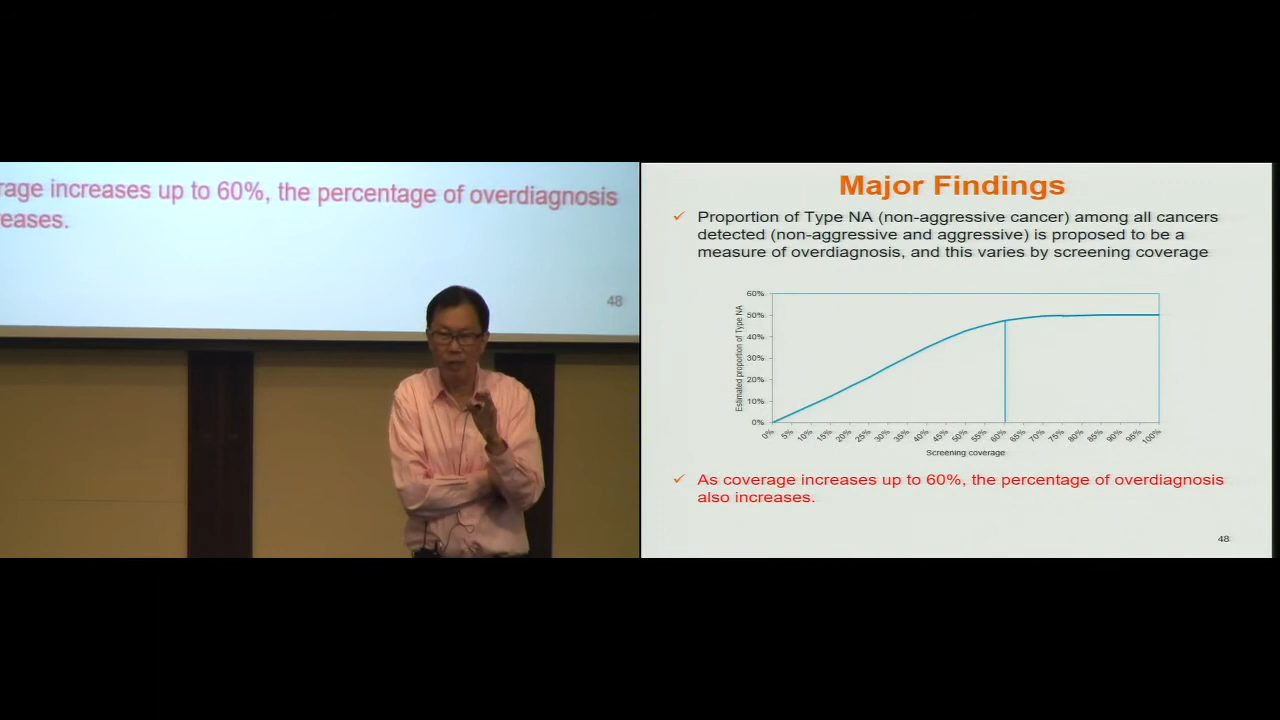 rage increases up to 60%, the percentage of overdiagnosis
reases.
48
Major Findings
✓ Proportion of Type NA (non-aggressive cancer) among all cancers
detected (non-aggressive and aggressive) is proposed to be a
measure of overdiagnosis, and this varies by screening coverage
60%
50%
40%
30%
20%
10%
0%
Estimated proportion of Type NA
0% 5% 10% 15% 20% 25% 30% 35% 40% 45% 50% 55% 60% 65% 70% 75% 80% 85% 90% 95% 100%
Screening coverage
✓ As coverage increases up to 60%, the percentage of overdiagnosis
also increases.
48